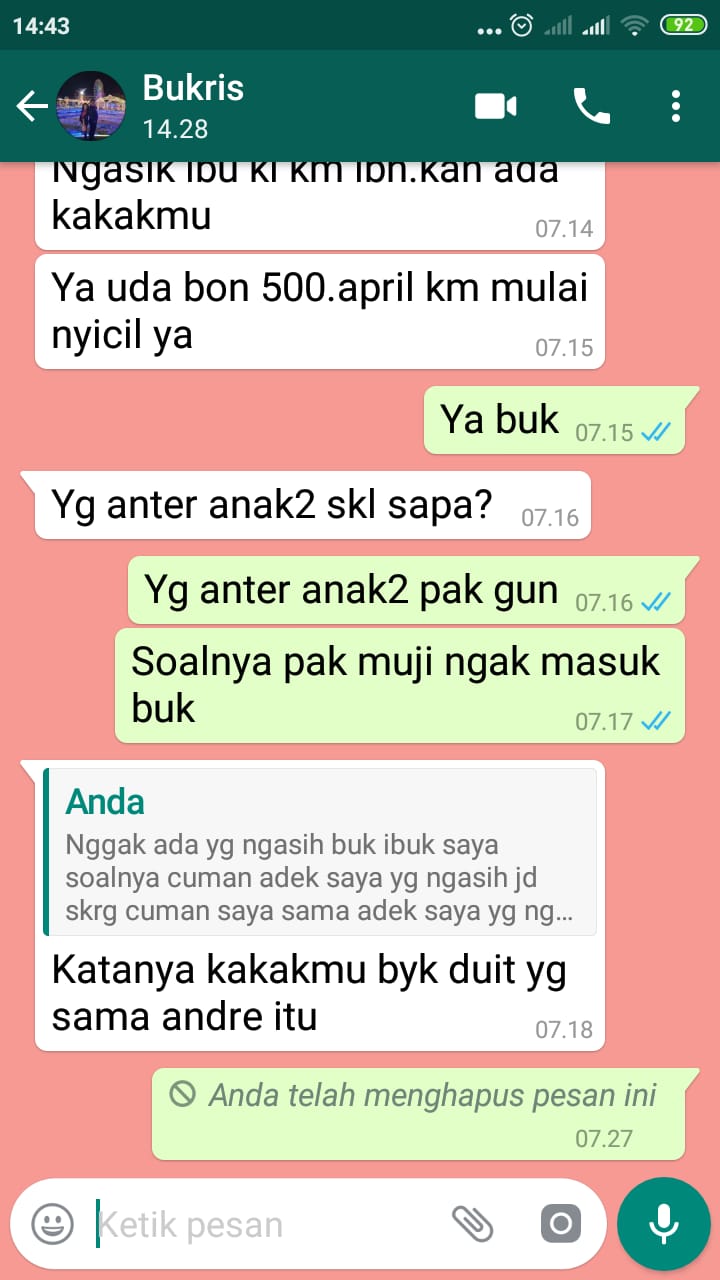 14:43
92
Bukris
14.28
Ngasik ibu ki km lbh.kan ada
kakakmu
07.14
Ya uda bon 500.april km mulai
nyicil ya
07.15
Ya buk 07.15
Yg anter anak2 skl sapa? 07.16
Yg anter anak2 pak gun 07.16
Soalnya pak muji ngak masuk
buk
07.17
Anda
Nggak ada yg ngasih buk ibuk saya
soalnya cuman adek saya yg ngasih jd
skrg cuman saya sama adek saya yg ng...
Katanya kakakmu byk duit yg
sama andre itu
07.18
Anda telah menghapus pesan ini
07.27
Ketik pesan